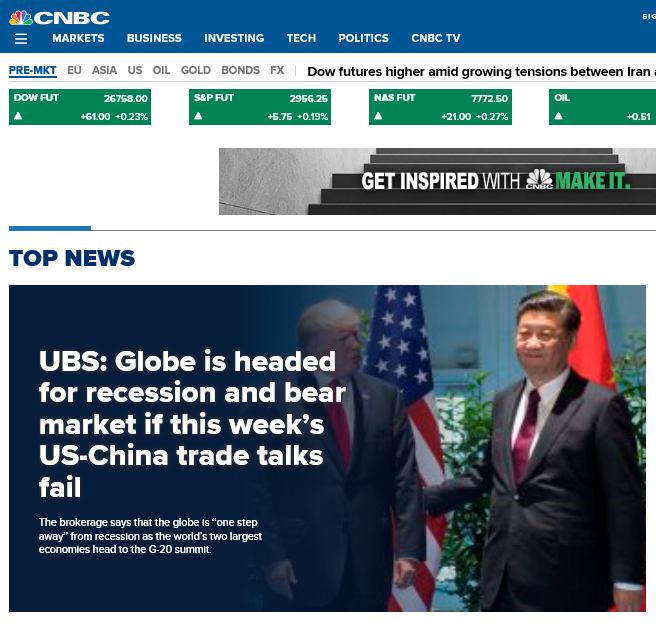 CNBC
SIG
MARKETS BUSINESS INVESTING TECH POLITICS CNBC TV
PRE-MKT EU ASIA US OIL GOLD BONDS FX | Dow futures higher amid growing tensions between Iran a
DOW FUT 26758.00
▲ +61.00 +0.23%
S&P FUT 2956.25
▲ +5.75 +0.19%
NAS FUT 7772.50
▲ +21.00 +0.27%
OIL
▲ +0.51
GET INSPIRED WITH CNBC MAKE IT.
TOP NEWS
UBS: Globe is headed
for recession and bear
market if this week’s
US-China trade talks
fail
The brokerage says that the globe is “one step
away” from recession as the world’s two largest
economies head to the G-20 summit.